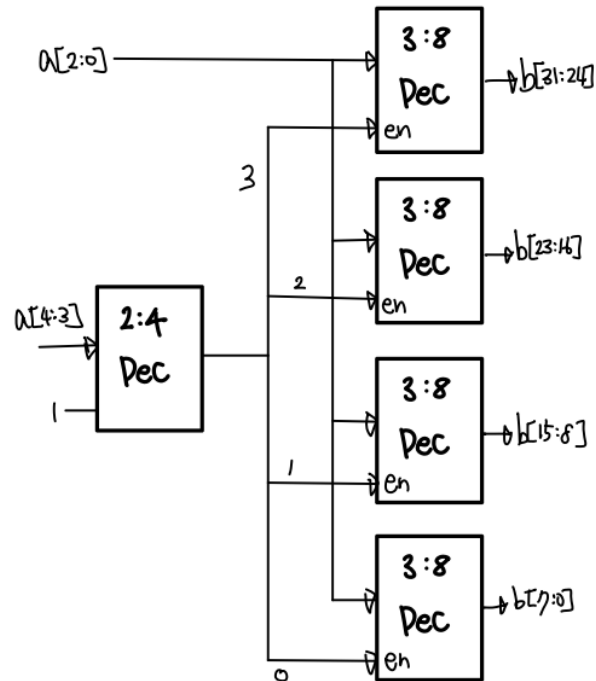 a[2:0]
3:8
Dec
en
b[31:24]
3
3:8
Dec
en
b[23:16]
2
a[4:3]
2:4
Dec
1
3:8
Dec
en
b[15:8]
1
3:8
Dec
en
b[7:0]
0